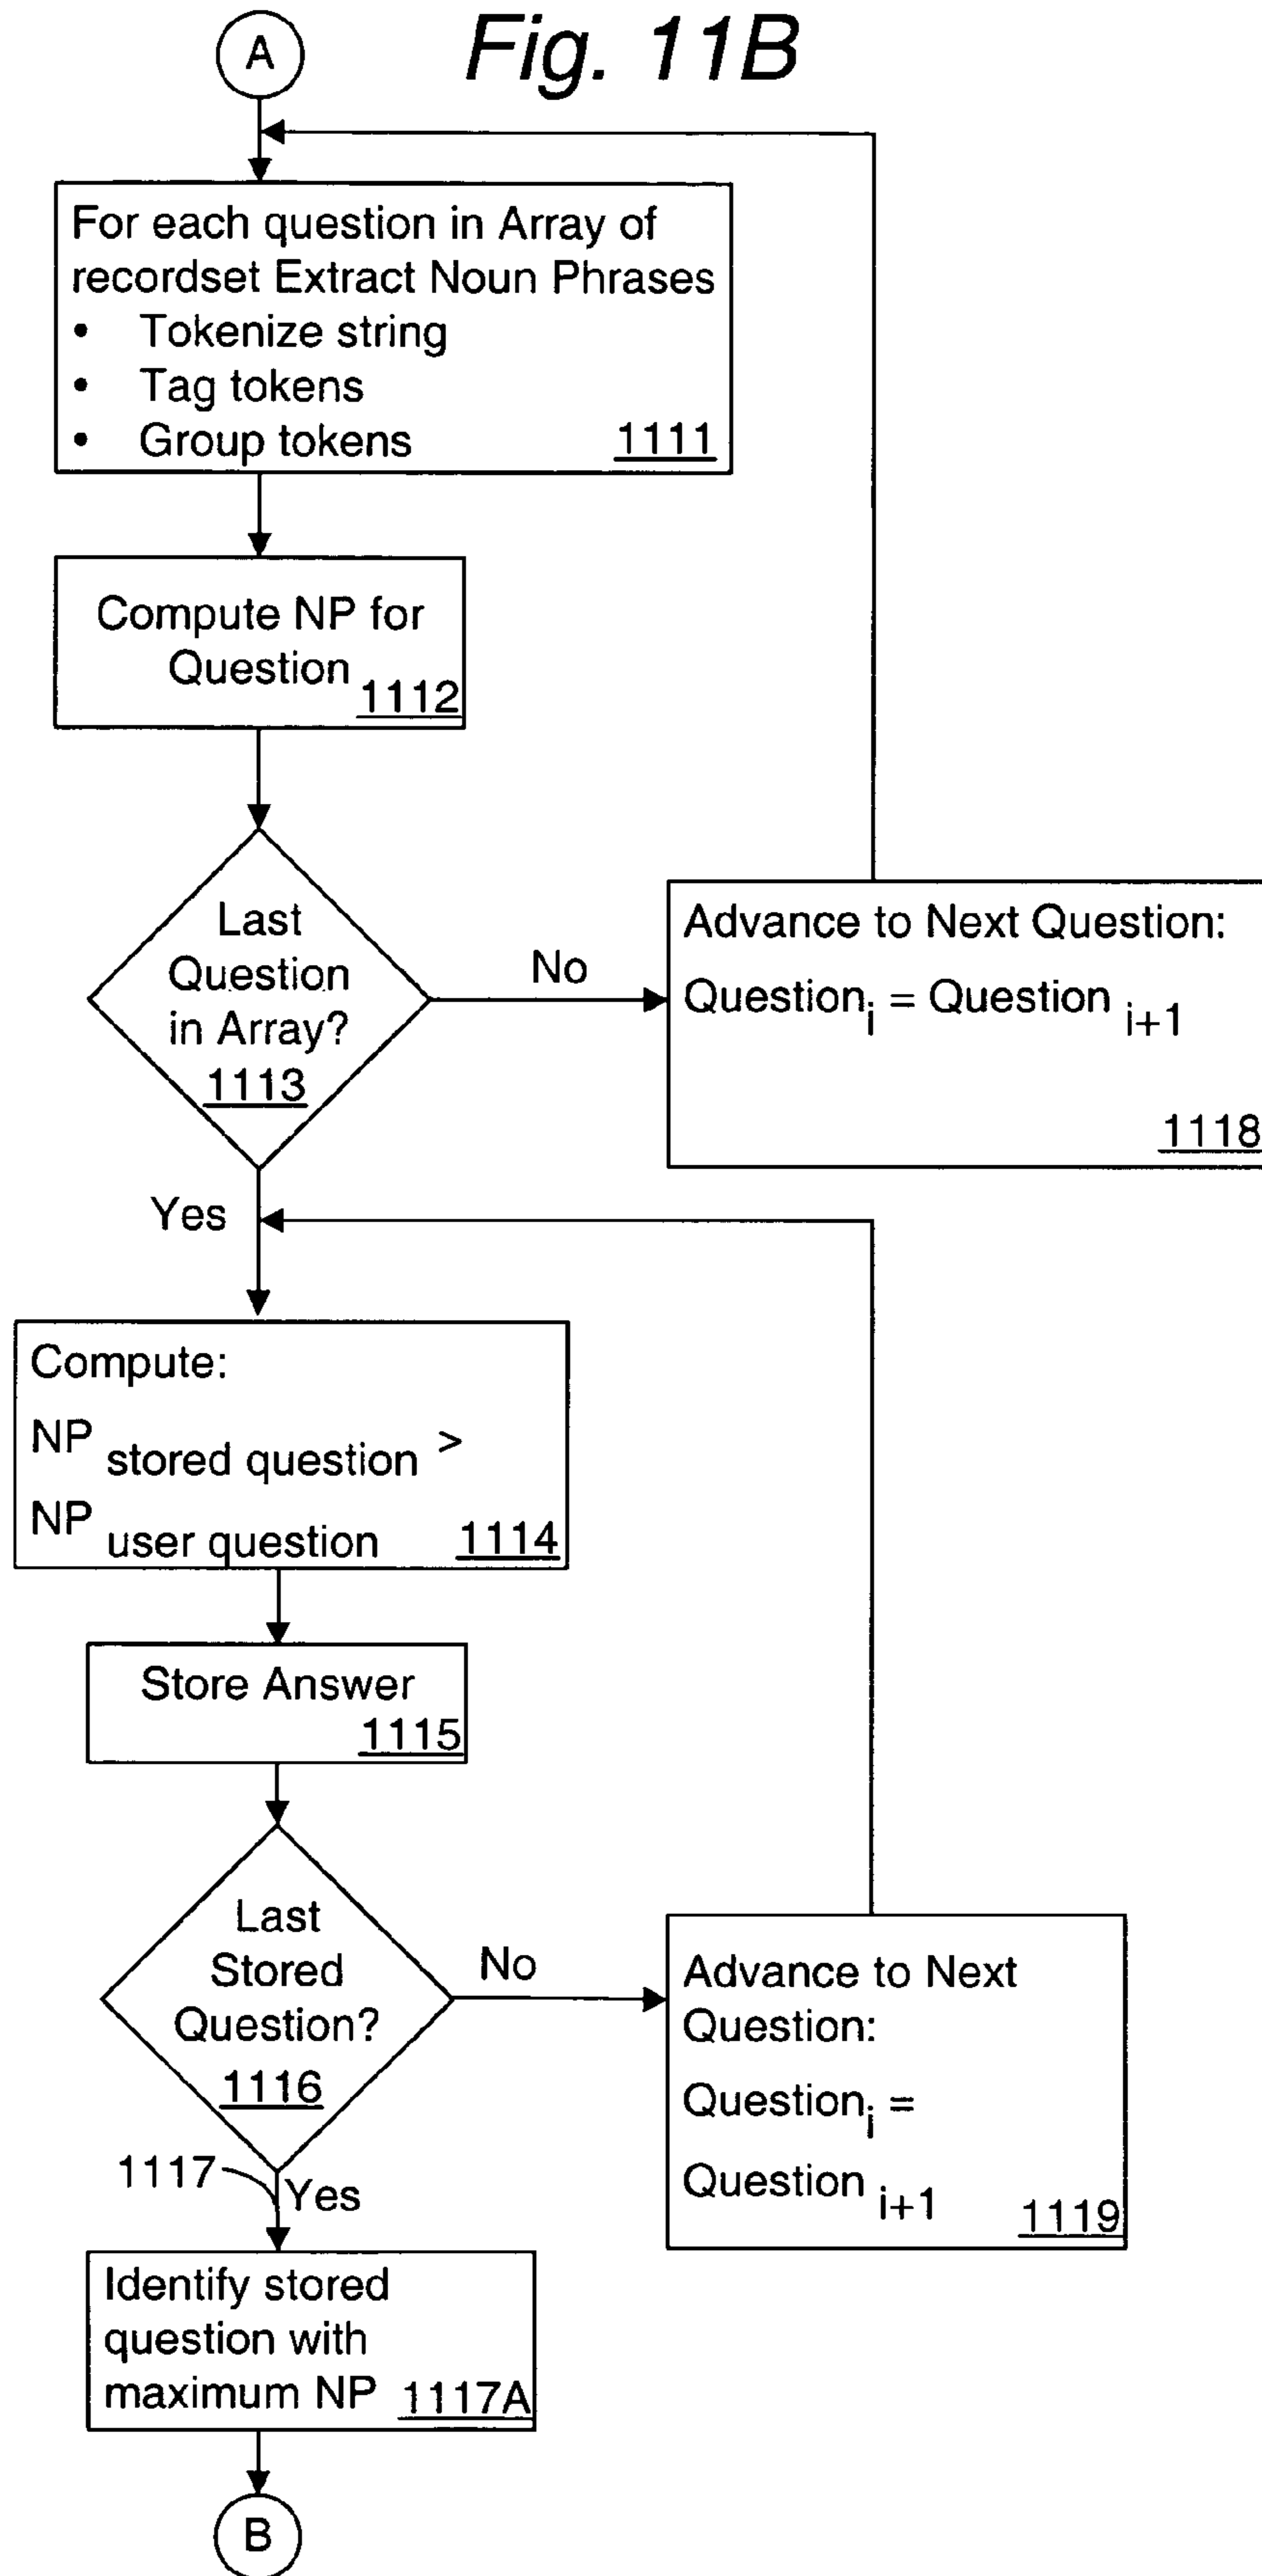 Fig. 11B
A
For each question in Array of
recordset Extract Noun Phrases
• Tokenize string
• Tag tokens
• Group tokens 1111
Compute NP for
Question 1112
Last
Question
in Array?
1113
No
Advance to Next Question:
Question i = Question i+1
1118
Yes
Compute:
NP stored question >
NP user question 1114
Store Answer
1115
Last
Stored
Question?
1116
No
Advance to Next
Question:
Question i =
Question i+1 1119
1117
Yes
Identify stored
question with
maximum NP 1117A
B